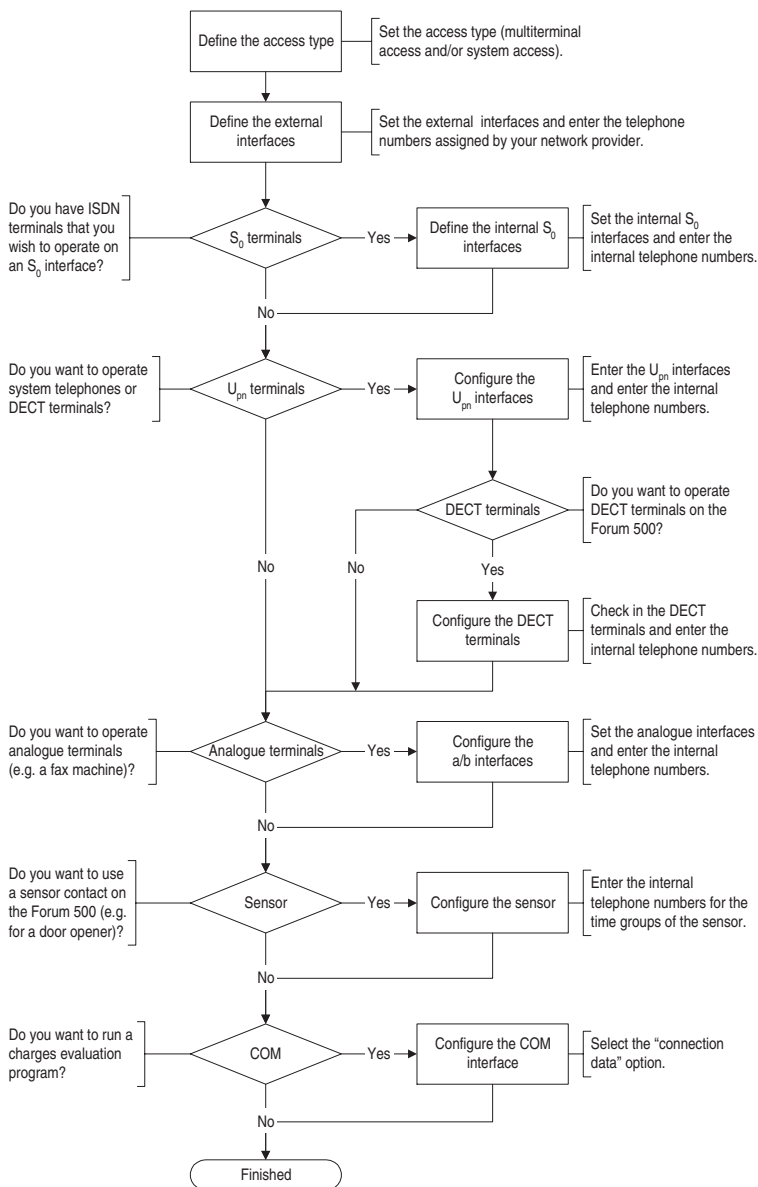 Define the access type
Set the access type (multiterminal
access and/or system access).
Define the external
interfaces
Set the external interfaces and enter the telephone
numbers assigned by your network provider.
Do you have ISDN
terminals that you
wish to operate on
an S0 interface?
S0 terminals
Yes
Define the internal S0
interfaces
Set the internal S0
interfaces and enter the
internal telephone numbers.
No
Do you want to operate
system telephones or
DECT terminals?
Upn terminals
Yes
Configure the
Upn interfaces
Enter the Upn interfaces
and enter the internal
telephone numbers.
DECT terminals
Do you want to operate
DECT terminals on the
Forum 500?
No
No
Yes
Configure the DECT
terminals
Check in the DECT
terminals and enter the
internal telephone numbers.
Do you want to operate
analogue terminals
(e.g. a fax machine)?
Analogue terminals
Yes
Configure the
a/b interfaces
Set the analogue interfaces
and enter the internal
telephone numbers.
No
Do you want to use
a sensor contact on
the Forum 500 (e.g.
for a door opener)?
Sensor
Yes
Configure the sensor
Enter the internal
telephone numbers for the
time groups of the sensor.
No
Do you want to run a
charges evaluation
program?
COM
Yes
Configure the COM
interface
Select the “connection
data” option.
No
Finished